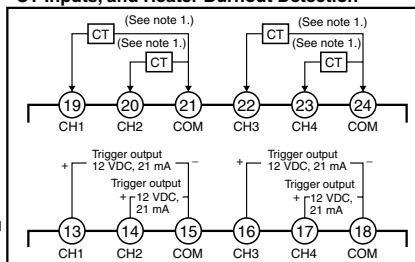 CT Inputs, and Heater Burnout Detection
(See note 1.) (See note 1.)
CT CT
(See note 1.) (See note 1.)
CT CT
19 20 21 22 23 24
CH1 CH2 COM CH3 CH4 COM
Trigger output
12 VDC, 21 mA
+ −
Trigger output
12 VDC,
21 mA
+ −
Trigger output
12 VDC, 21 mA
+ −
Trigger output
12 VDC,
21 mA
+ −
13 14 15 16 17 18
CH1 CH2 COM CH3 CH4 COM